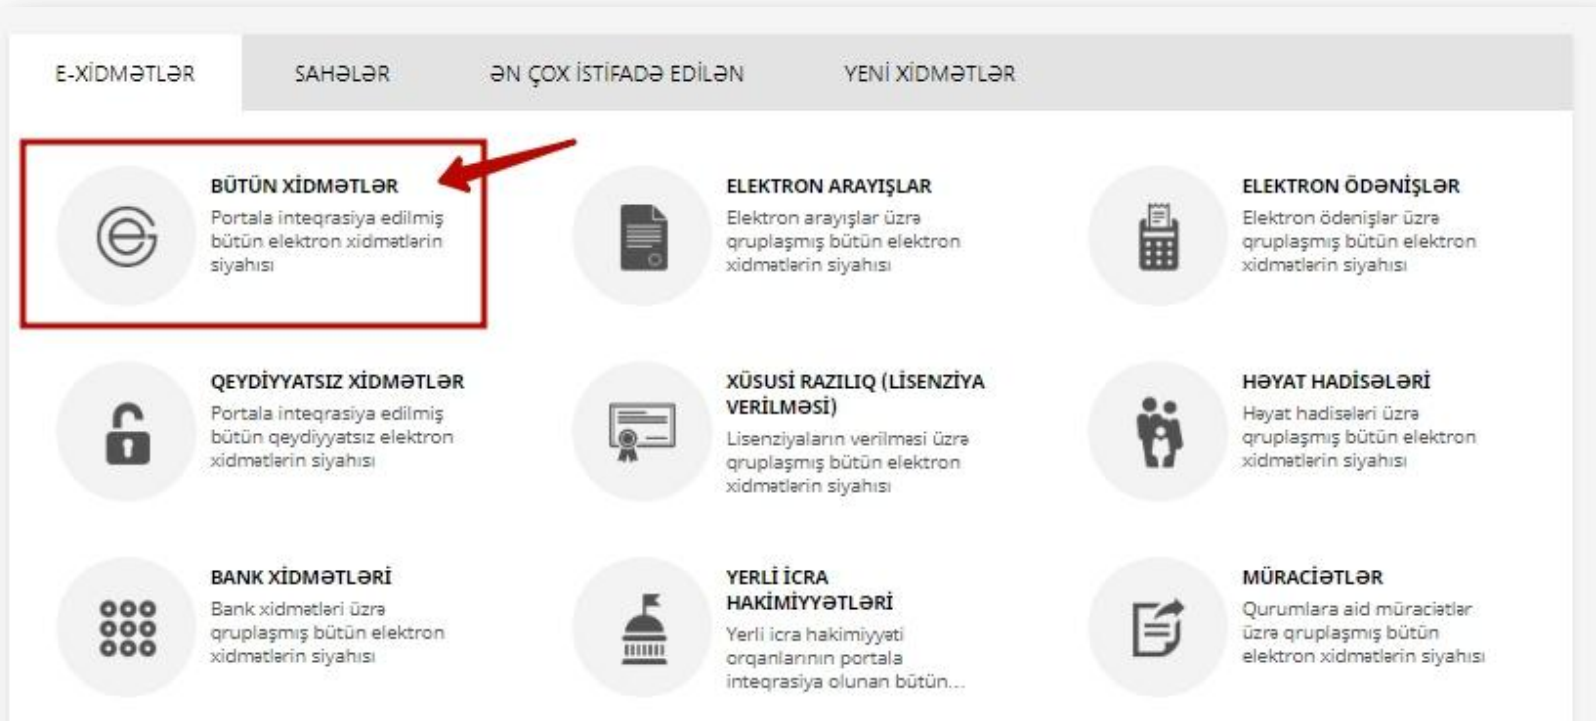 E-XİDMƏTLƏR
SAHƏLƏR
ƏN ÇOX İSTİFADƏ EDİLƏN
YENİ XİDMƏTLƏR
BÜTÜN XİDMƏTLƏR
Portala inteqrasiya edilmiş
bütün elektron xidmətlərin
siyahısı
ELEKTRON ARAYIŞLAR
Elektron arayışlar üzrə
qruplaşmış bütün elektron
xidmətlərin siyahısı
ELEKTRON ÖDƏNİŞLƏR
Elektron ödənişlər üzrə
qruplaşmış bütün elektron
xidmətlərin siyahısı
QEYDİYYATSIZ XİDMƏTLƏR
Portala inteqrasiya edilmiş
bütün qeydiyyatsız elektron
xidmətlərin siyahısı
XÜSUSİ RAZILIQ (LİSENZİYA
VERİLMƏSİ)
Lisenziyaların verilməsi üzrə
qruplaşmış bütün elektron
xidmətlərin siyahısı
HƏYAT HADİSƏLƏRİ
Həyat hadisələri üzrə
qruplaşmış bütün elektron
xidmətlərin siyahısı
BANK XİDMƏTLƏRİ
Bank xidmətləri üzrə
qruplaşmış bütün elektron
xidmətlərin siyahısı
YERLİ İCRA
HAKİMİYYƏTLƏRİ
Yerli icra hakimiyyəti
orqanlarının portala
inteqrasiya olunan bütün...
MÜRACİƏTLƏR
Qurumlara aid müraciətlər
üzrə qruplaşmış bütün
elektron xidmətlərin siyahısı